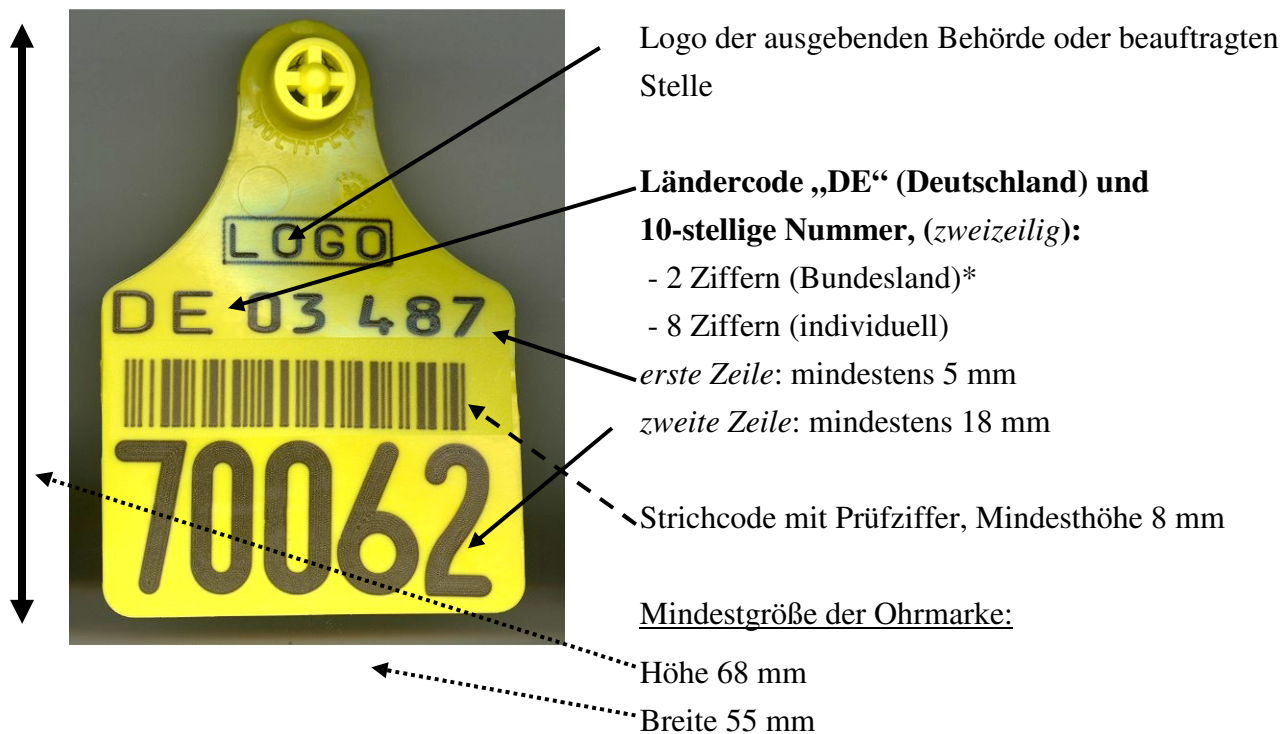 Logo der ausgebenden Behörde oder beauftragten
Stelle
LOGO
DE 03 487
70062
Ländercode „DE“ (Deutschland) und
10-stellige Nummer, (zweizeilig):
- 2 Ziffern (Bundesland)*
- 8 Ziffern (individuell)
erste Zeile: mindestens 5 mm
zweite Zeile: mindestens 18 mm
Strichcode mit Prüfziffer, Mindesthöhe 8 mm
Mindestgröße der Ohrmarke:
Höhe 68 mm
Breite 55 mm